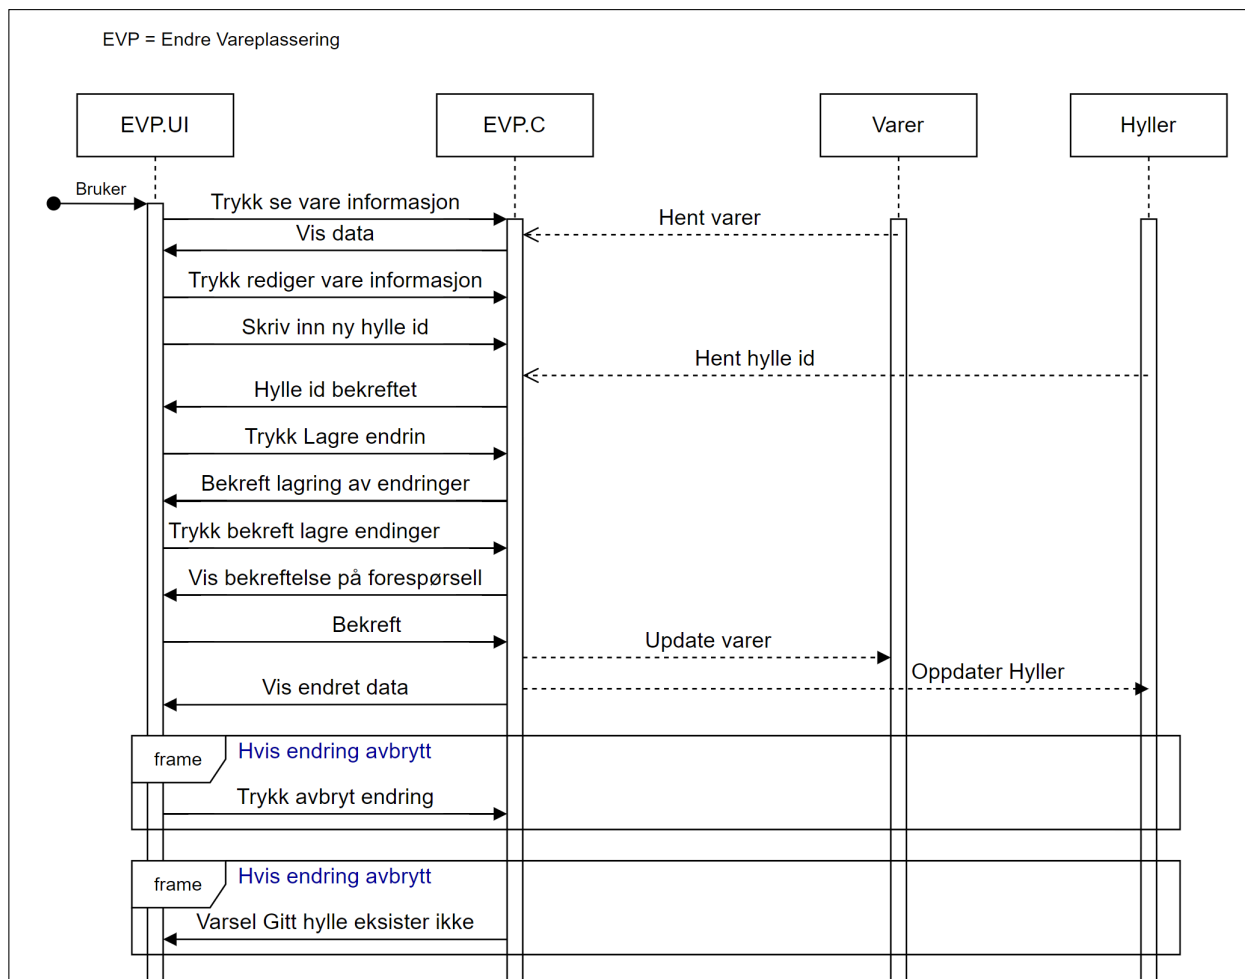 EVP = Endre Vareplassering
EVP.UI
EVP.C
Varer
Hyller
Bruker
Trykk se vare informasjon
Hent varer
Vis data
Trykk rediger vare informasjon
Skriv inn ny hylle id
Hent hylle id
Hylle id bekreftet
Trykk Lagre endrin
Bekreft lagring av endringer
Trykk bekreft lagre endinger
Vis bekreftelse på forespørsell
Bekreft
Update varer
Oppdater Hyller
Vis endret data
frame
Hvis endring avbrytt
Trykk avbryt endring
frame
Hvis endring avbrytt
Varsel Gitt hylle eksister ikke